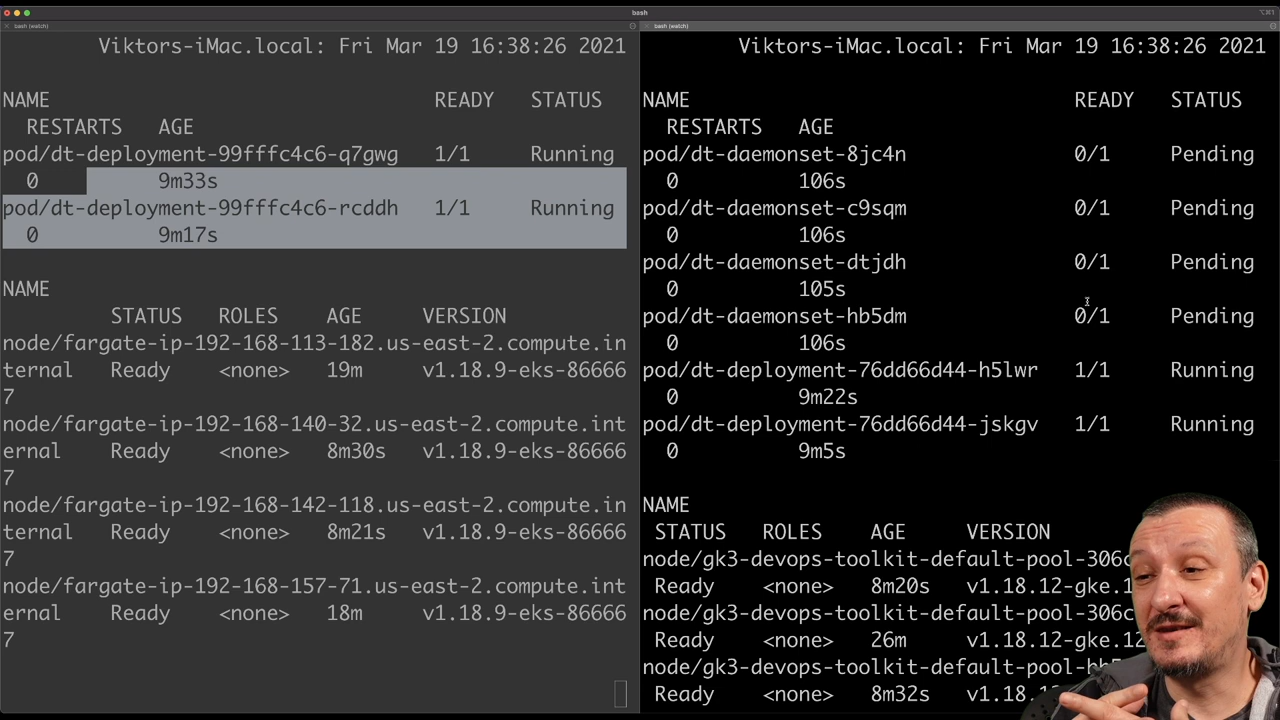 bash
⌥⌘1
bash (watch)
Viktors-iMac.local: Fri Mar 19 16:38:26 2021
NAME READY STATUS
RESTARTS AGE
pod/dt-deployment-99fffc4c6-q7gwg 1/1 Running
0 9m33s
pod/dt-deployment-99fffc4c6-rcddh 1/1 Running
0 9m17s
NAME
STATUS ROLES AGE VERSION
node/fargate-ip-192-168-113-182.us-east-2.compute.in
ternal Ready <none> 19m v1.18.9-eks-86666
7
node/fargate-ip-192-168-140-32.us-east-2.compute.int
ernal Ready <none> 8m30s v1.18.9-eks-86666
7
node/fargate-ip-192-168-142-118.us-east-2.compute.in
ternal Ready <none> 8m21s v1.18.9-eks-86666
7
node/fargate-ip-192-168-157-71.us-east-2.compute.int
ernal Ready <none> 18m v1.18.9-eks-86666
7
bash (watch)
Viktors-iMac.local: Fri Mar 19 16:38:26 2021
NAME READY STATUS
RESTARTS AGE
pod/dt-daemonset-8jc4n 0/1 Pending
0 106s
pod/dt-daemonset-c9sqm 0/1 Pending
0 106s
pod/dt-daemonset-dtjdh 0/1 Pending
0 105s
pod/dt-daemonset-hb5dm 0/1 Pending
0 106s
pod/dt-deployment-76dd66d44-h5lwr 1/1 Running
0 9m22s
pod/dt-deployment-76dd66d44-jskgv 1/1 Running
0 9m5s
NAME
STATUS ROLES AGE VERSION
node/gk3-devops-toolkit-default-pool-306c
Ready <none> 8m20s v1.18.12-gke.1
node/gk3-devops-toolkit-default-pool-306c
Ready <none> 26m v1.18.12-gke.12
node/gk3-devops-toolkit-default-pool-bb5
Ready <none> 8m32s v1.18.12